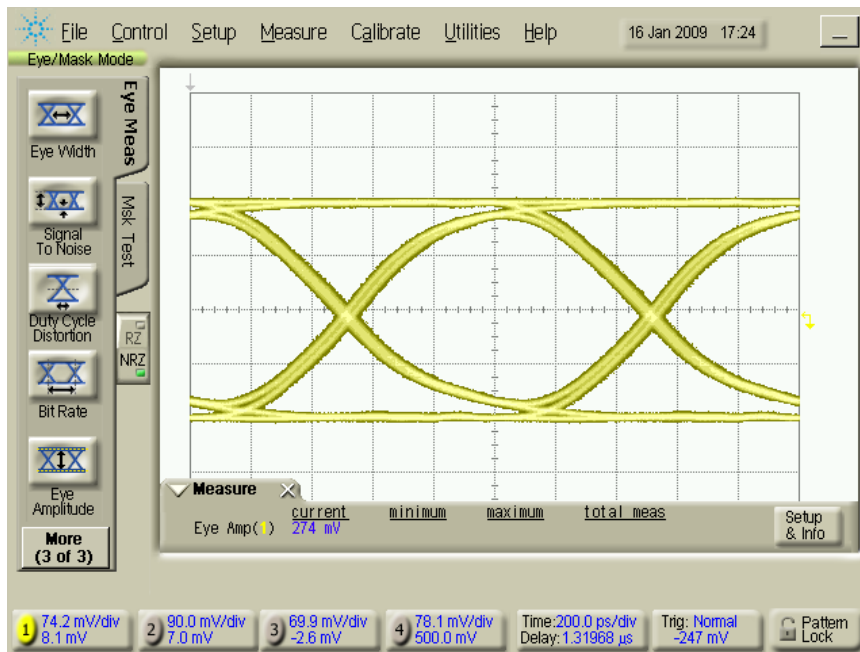 File Control Setup Measure Calibrate Utilities Help 16 Jan 2009 17:24
Eye/Mask Mode
Eye Meas
Msk Test
Eye Width
Signal
To Noise
Duty Cycle
Distortion
RZ
NRZ
Bit Rate
Eye
Amplitude
More
(3 of 3)
Measure
current minimum maximum total meas
Eye Amp(1) 274 mV
Setup
& Info
1 74.2 mV/div
8.1 mV
2 90.0 mV/div
7.0 mV
3 69.9 mV/div
-2.6 mV
4 78.1 mV/div
500.0 mV
Time:200.0 ps/div
Delay:1.31968 µs
Trig: Normal
-247 mV
Pattern
Lock